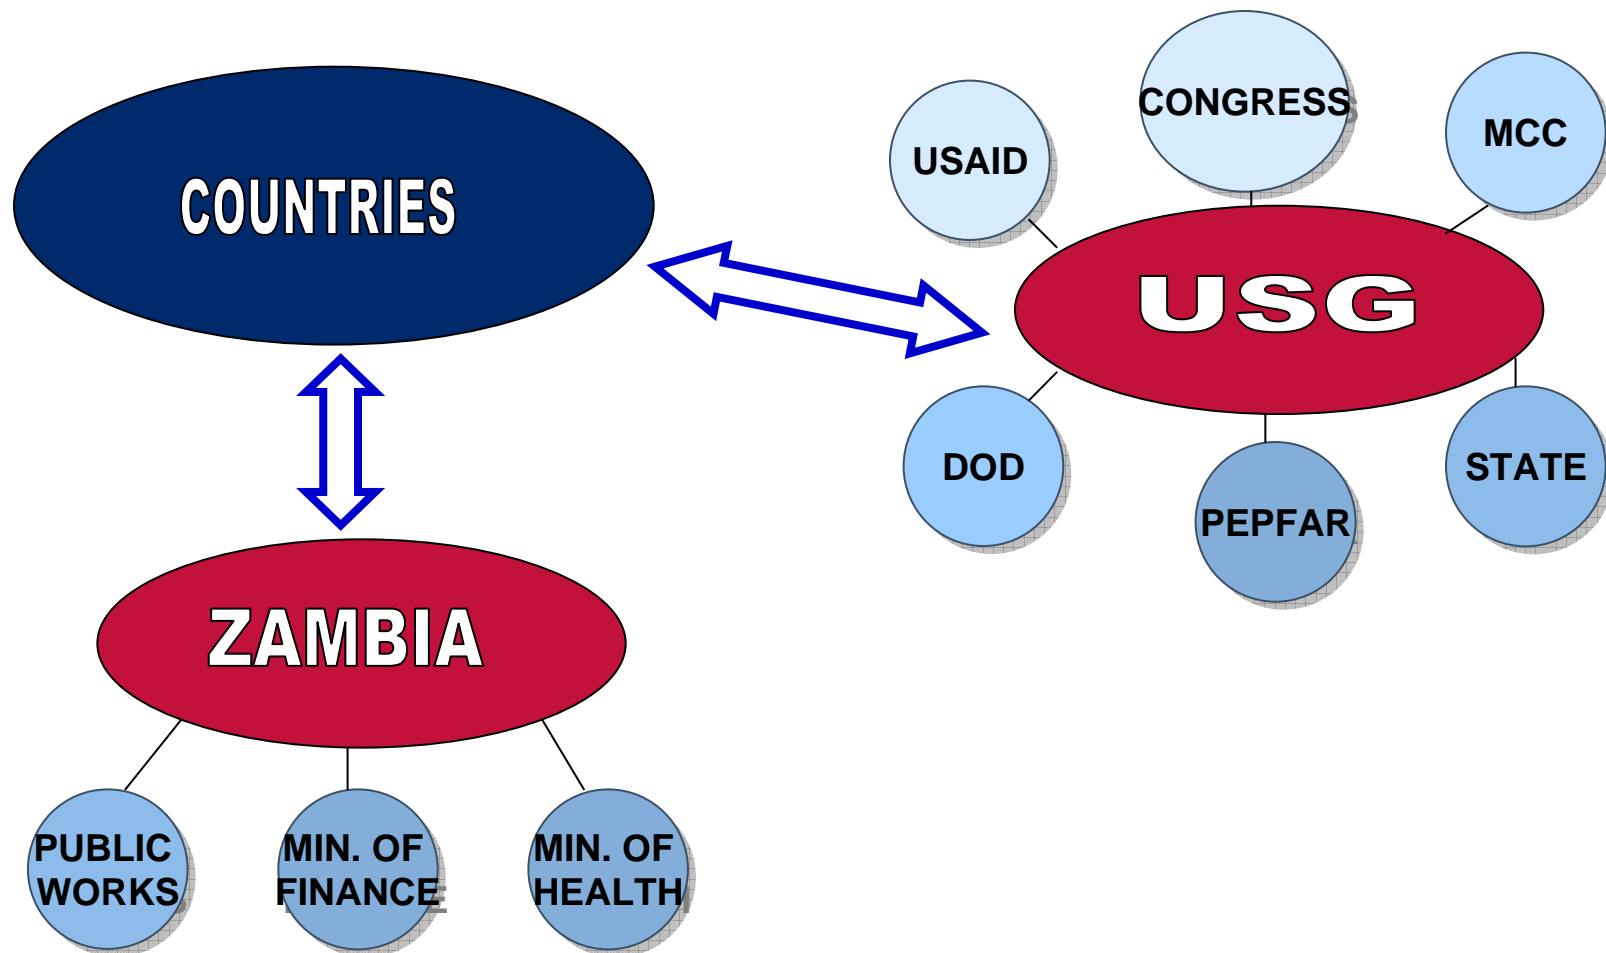 COUNTRIES
USAID
CONGRESS
MCC
USG
DOD
PEPFAR
STATE
ZAMBIA
PUBLIC
WORKS
MIN. OF
FINANCE
MIN. OF
HEALTH